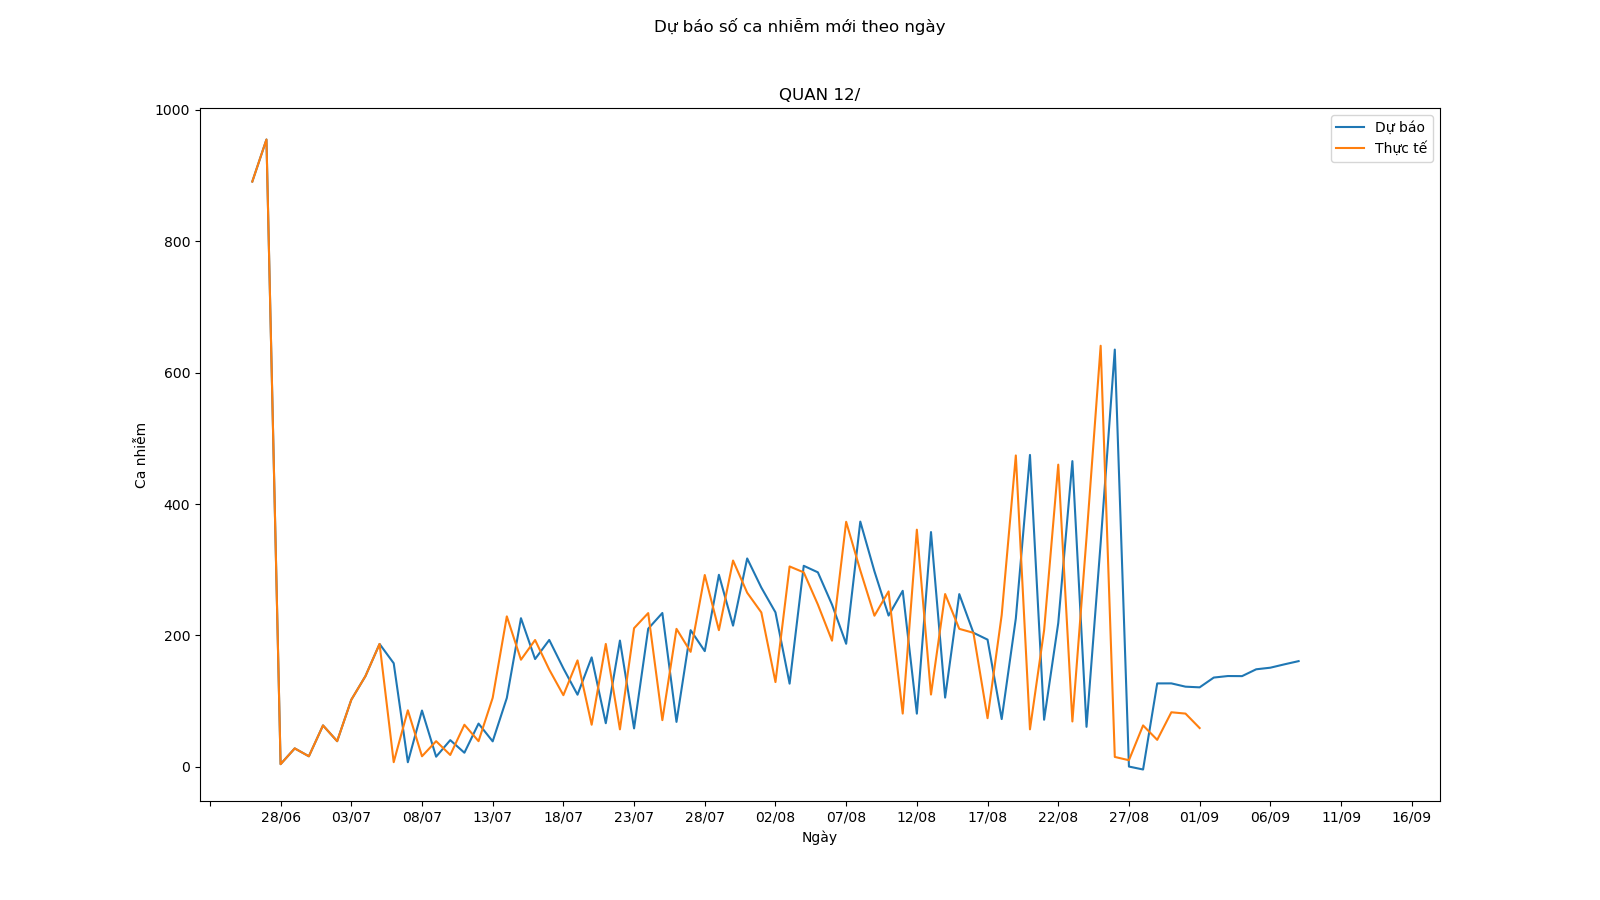 Dự báo số ca nhiễm mới theo ngày
QUAN 12/
Dự báo
Thực tế
Ca nhiễm
1000
800
600
400
200
0
28/06 03/07 08/07 13/07 18/07 23/07 28/07 02/08 07/08 12/08 17/08 22/08 27/08 01/09 06/09 11/09 16/09
Ngày